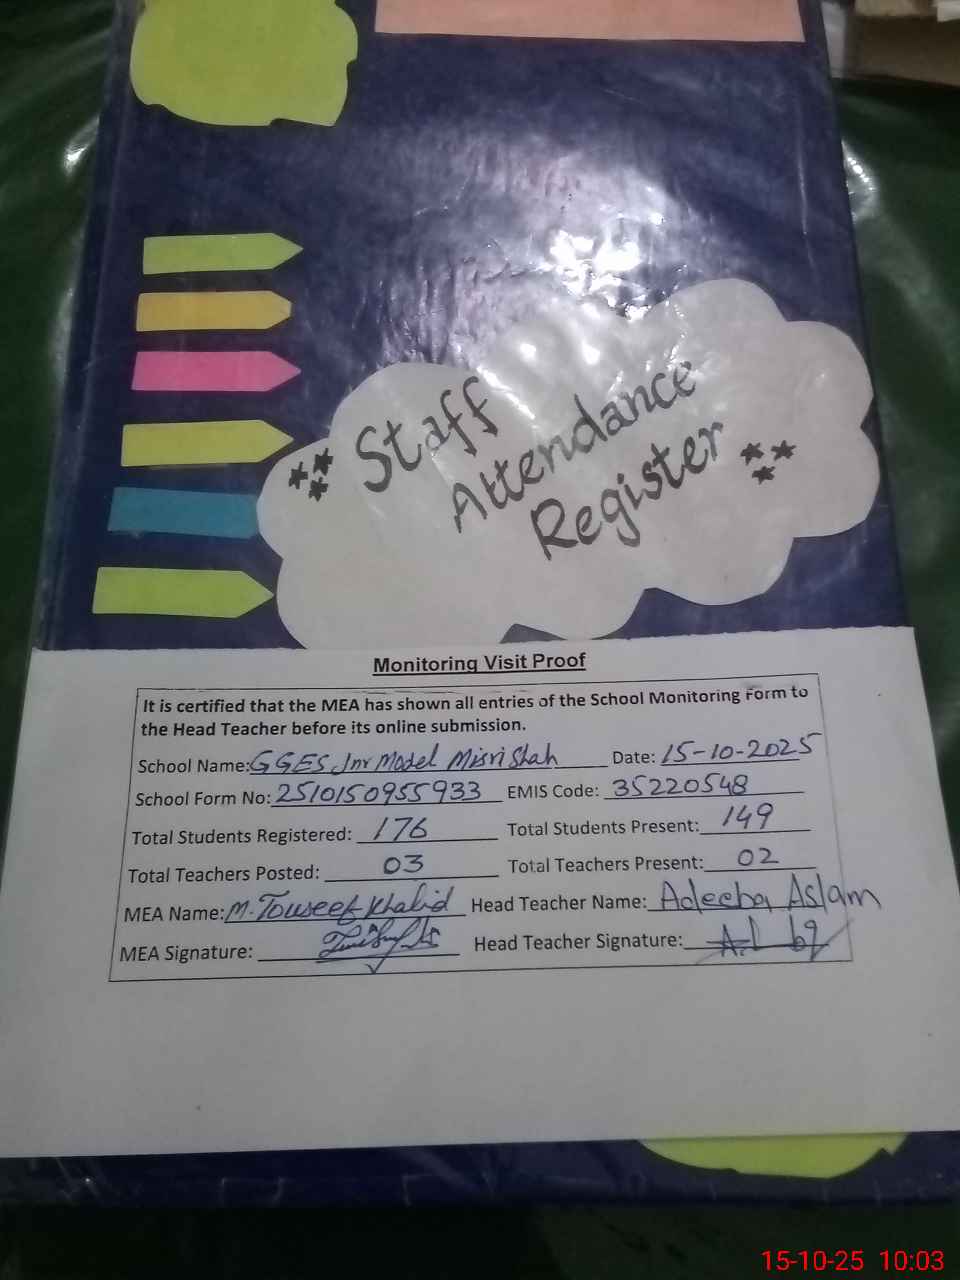 Staff
Attendance
Register
Monitoring Visit Proof
It is certified that the MEA has shown all entries of the School Monitoring Form to
the Head Teacher before its online submission.
School Name: GGES Jnr Model Misri Shah Date: 15-10-2025
School Form No: 2510150955933 EMIS Code: 35220548
Total Students Registered: 176 Total Students Present: 149
Total Teachers Posted: 03 Total Teachers Present: 02
MEA Name: M. Touseef Khalid Head Teacher Name: Adeeba Aslam
MEA Signature: Head Teacher Signature:
15-10-25 10:03